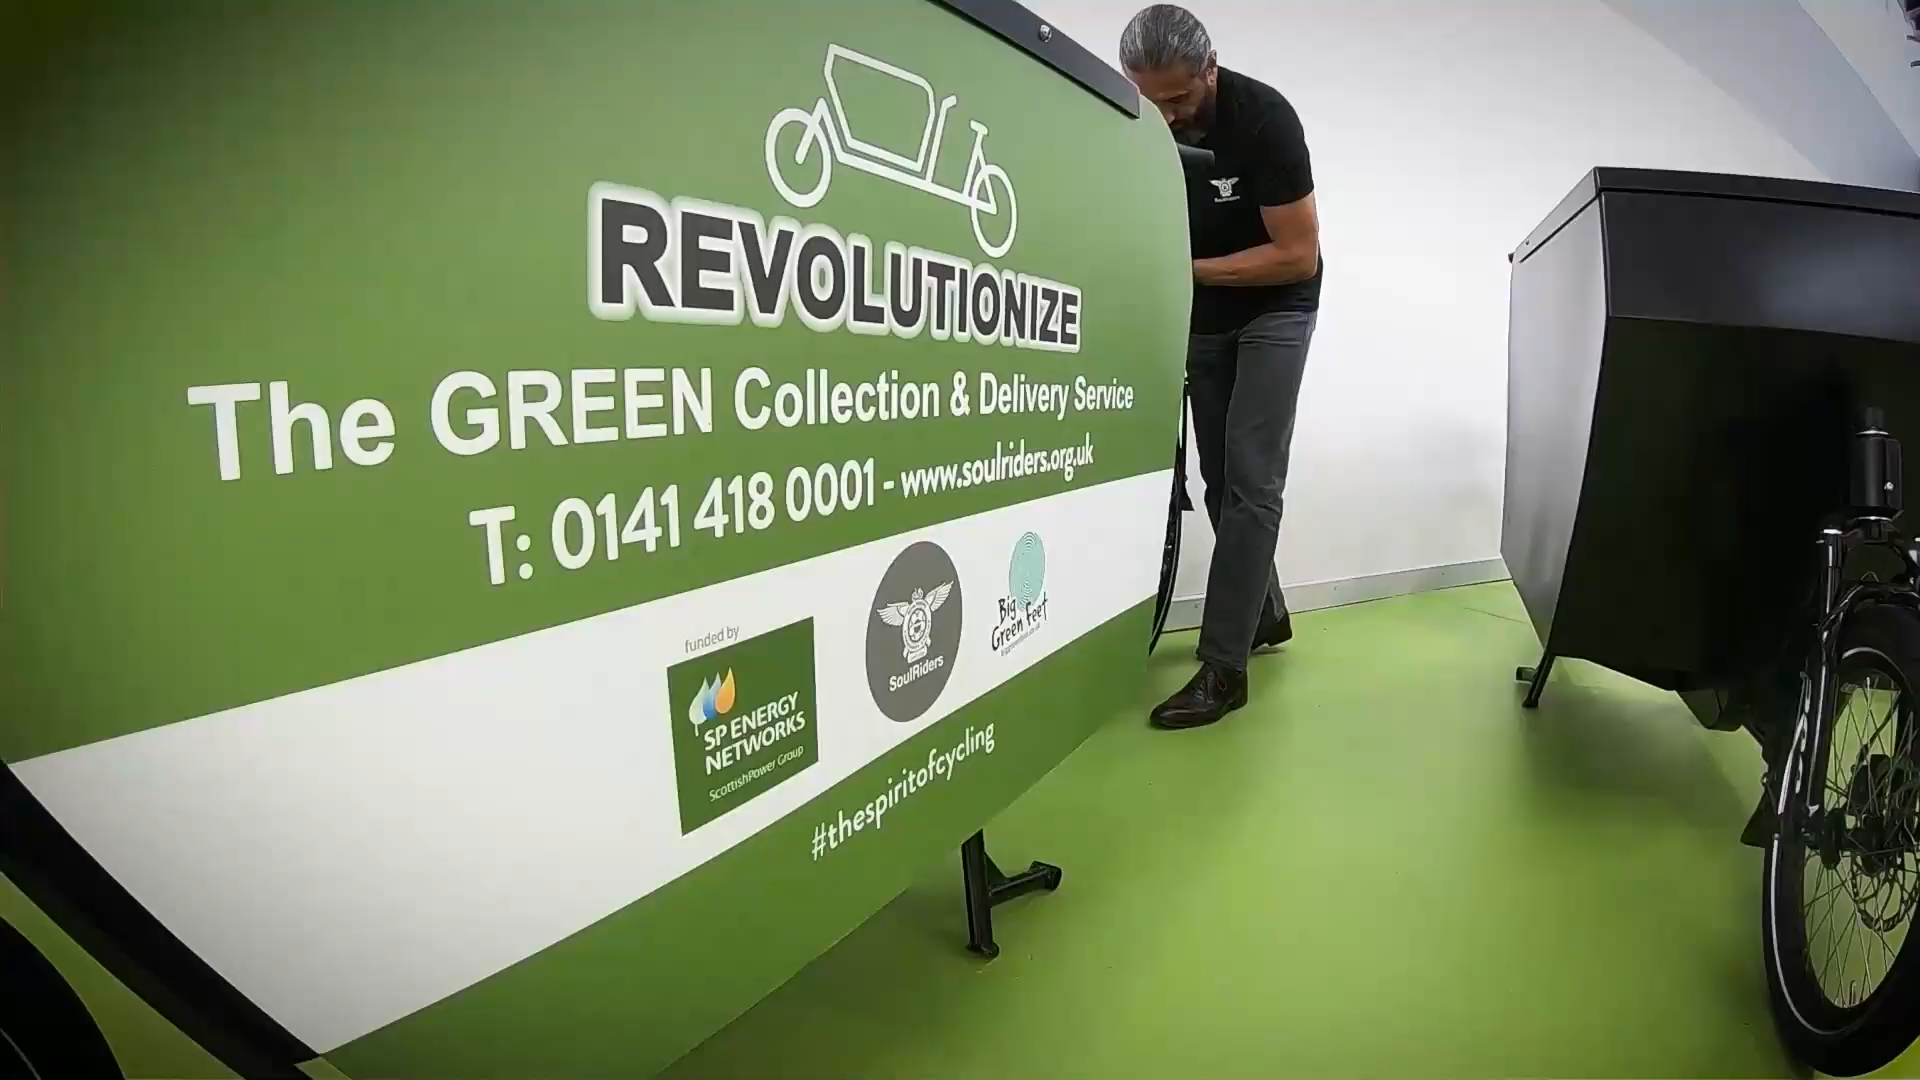 REVOLUTIONIZE
The GREEN Collection & Delivery Service
T: 0141 418 0001 - www.soulriders.org.uk
funded by
SP ENERGY
NETWORKS
ScottishPower Group
SoulRiders
Big
Green Feet
#thespiritofcycling
SoulRiders